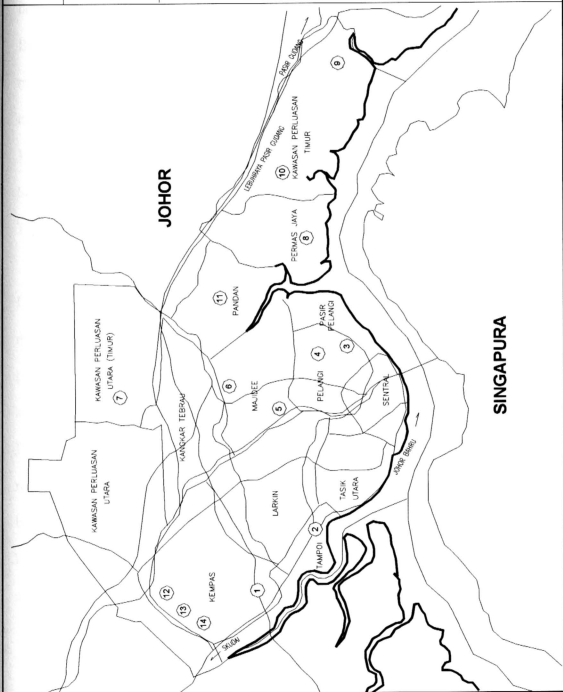 JOHOR
SINGAPURA
PASIR GUDANG
LEBUHRAYA PASIR GUDANG
9
KAWASAN PERLUASAN
TIMUR
10
PERMAS JAYA
8
PANDAN
11
KAWASAN PERLUASAN
UTARA (TIMUR)
7
KAWASAN PERLUASAN
UTARA
KANGKAR TEBRAU
6
MAJIDEE
5
PELANGI
4
PASIR
PELANGI
3
SENTRAL
LARKIN
TASIK
UTARA
JOHOR BAHRU
2
TAMPOI
KEMPAS
1
12
13
14
SKUDAI